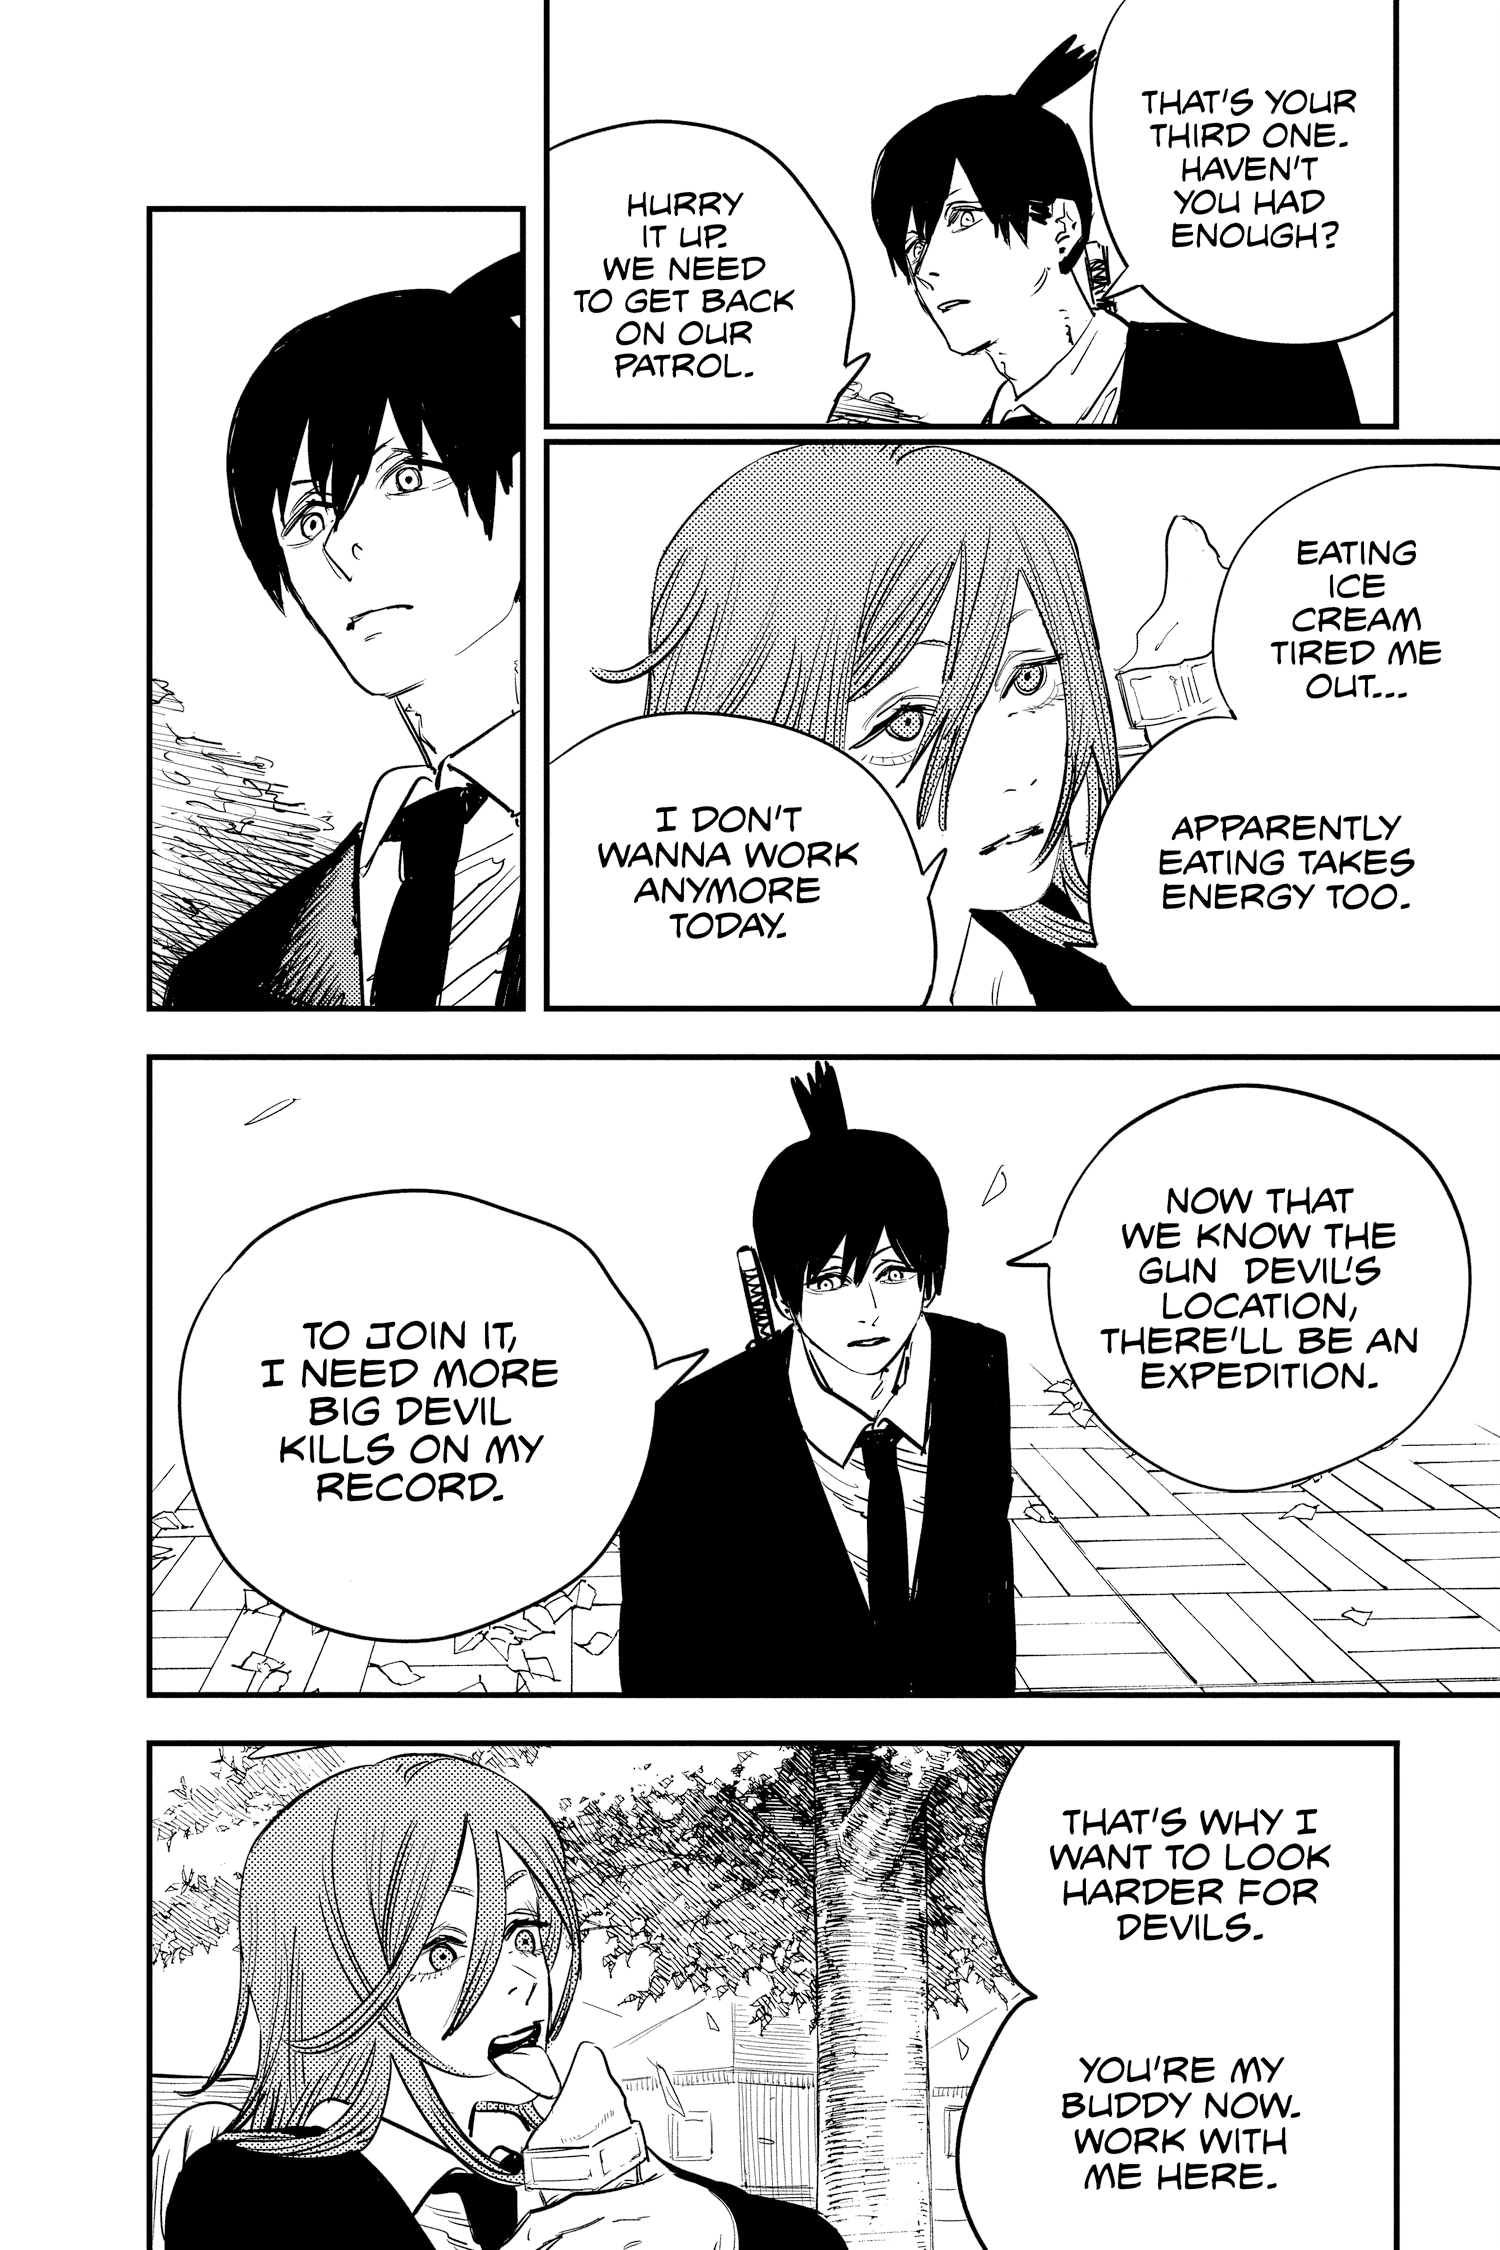 THAT'S YOUR
THIRD ONE.
HAVEN'T
YOU HAD
ENOUGH?
HURRY
IT UP.
WE NEED
TO GET BACK
ON OUR
PATROL.
EATING
ICE
CREAM
TIRED ME
OUT...
APPARENTLY
EATING TAKES
ENERGY TOO.
I DON'T
WANNA WORK
ANYMORE
TODAY.
NOW THAT
WE KNOW THE
GUN DEVIL'S
LOCATION,
THERE'LL BE AN
EXPEDITION.
TO JOIN IT,
I NEED MORE
BIG DEVIL
KILLS ON MY
RECORD.
THAT'S WHY I
WANT TO LOOK
HARDER FOR
DEVILS.
YOU'RE MY
BUDDY NOW.
WORK WITH
ME HERE.